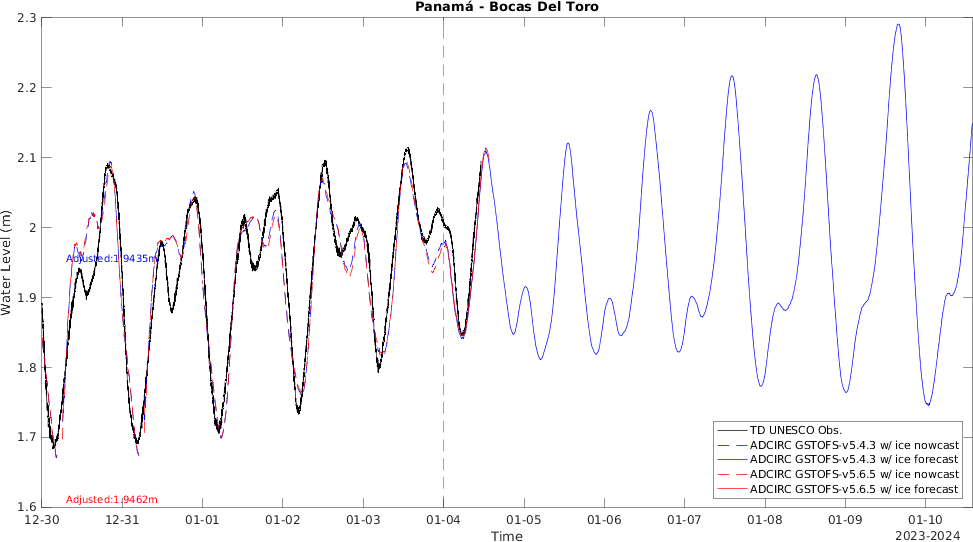 Panamá - Bocas Del Toro
Water Level (m)
2.3
2.2
2.1
2
1.9
1.8
1.7
1.6
Adjusted:1.9435m
Adjusted:1.9462m
TD UNESCO Obs.
ADCIRC GSTOFS-v5.4.3 w/ ice nowcast
ADCIRC GSTOFS-v5.4.3 w/ ice forecast
ADCIRC GSTOFS-v5.6.5 w/ ice nowcast
ADCIRC GSTOFS-v5.6.5 w/ ice forecast
12-30 12-31 01-01 01-02 01-03 01-04 01-05 01-06 01-07 01-08 01-09 01-10
Time
2023-2024